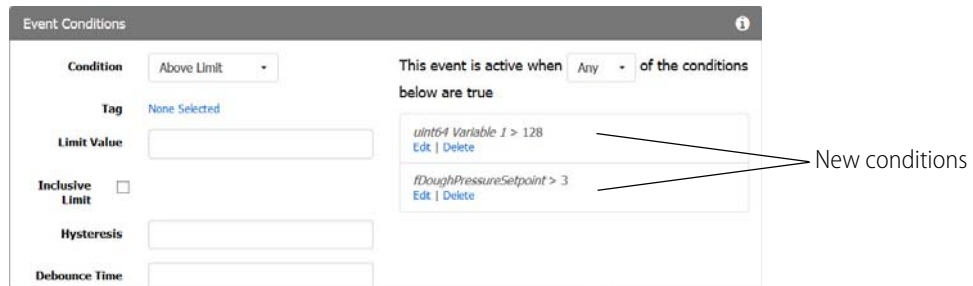 Event Conditions
Condition
Above Limit
Tag
None Selected
Limit Value
Inclusive
Limit
Hysteresis
Debounce Time
This event is active when Any of the conditions
below are true
uint64 Variable 1 > 128
Edit | Delete
fDoughPressureSetpoint > 3
Edit | Delete
New conditions